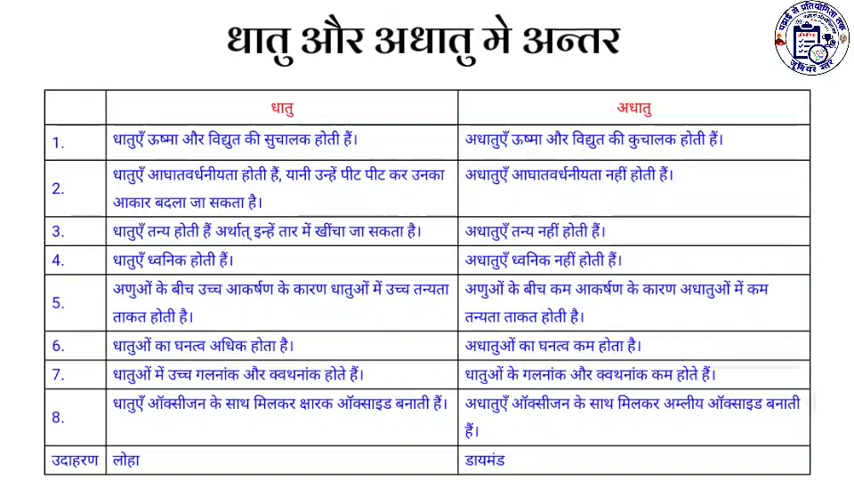 धातु और अधातु मे अन्तर
पढ़ाई से प्रतियोगिता तक
जूनियर स्तर
धातु अधातु
1. धातुएँ ऊष्मा और विद्युत की सुचालक होती हैं। अधातुएँ ऊष्मा और विद्युत की कुचालक होती हैं।
2. धातुएँ आघातवर्धनीयता होती हैं, यानी उन्हें पीट पीट कर उनका अधातुएँ आघातवर्धनीयता नहीं होती हैं।
आकार बदला जा सकता है।
3. धातुएँ तन्य होती हैं अर्थात् इन्हें तार में खींचा जा सकता है। अधातुएँ तन्य नहीं होती हैं।
4. धातुएँ ध्वनिक होती हैं। अधातुएँ ध्वनिक नहीं होती हैं।
5. अणुओं के बीच उच्च आकर्षण के कारण धातुओं में उच्च तन्यता अणुओं के बीच कम आकर्षण के कारण अधातुओं में कम
ताकत होती है। तन्यता ताकत होती है।
6. धातुओं का घनत्व अधिक होता है। अधातुओं का घनत्व कम होता है।
7. धातुओं में उच्च गलनांक और क्वथनांक होते हैं। धातुओं के गलनांक और क्वथनांक कम होते हैं।
8. धातुएँ ऑक्सीजन के साथ मिलकर क्षारक ऑक्साइड बनाती हैं। अधातुएँ ऑक्सीजन के साथ मिलकर अम्लीय ऑक्साइड बनाती
हैं।
उदाहरण लोहा डायमंड